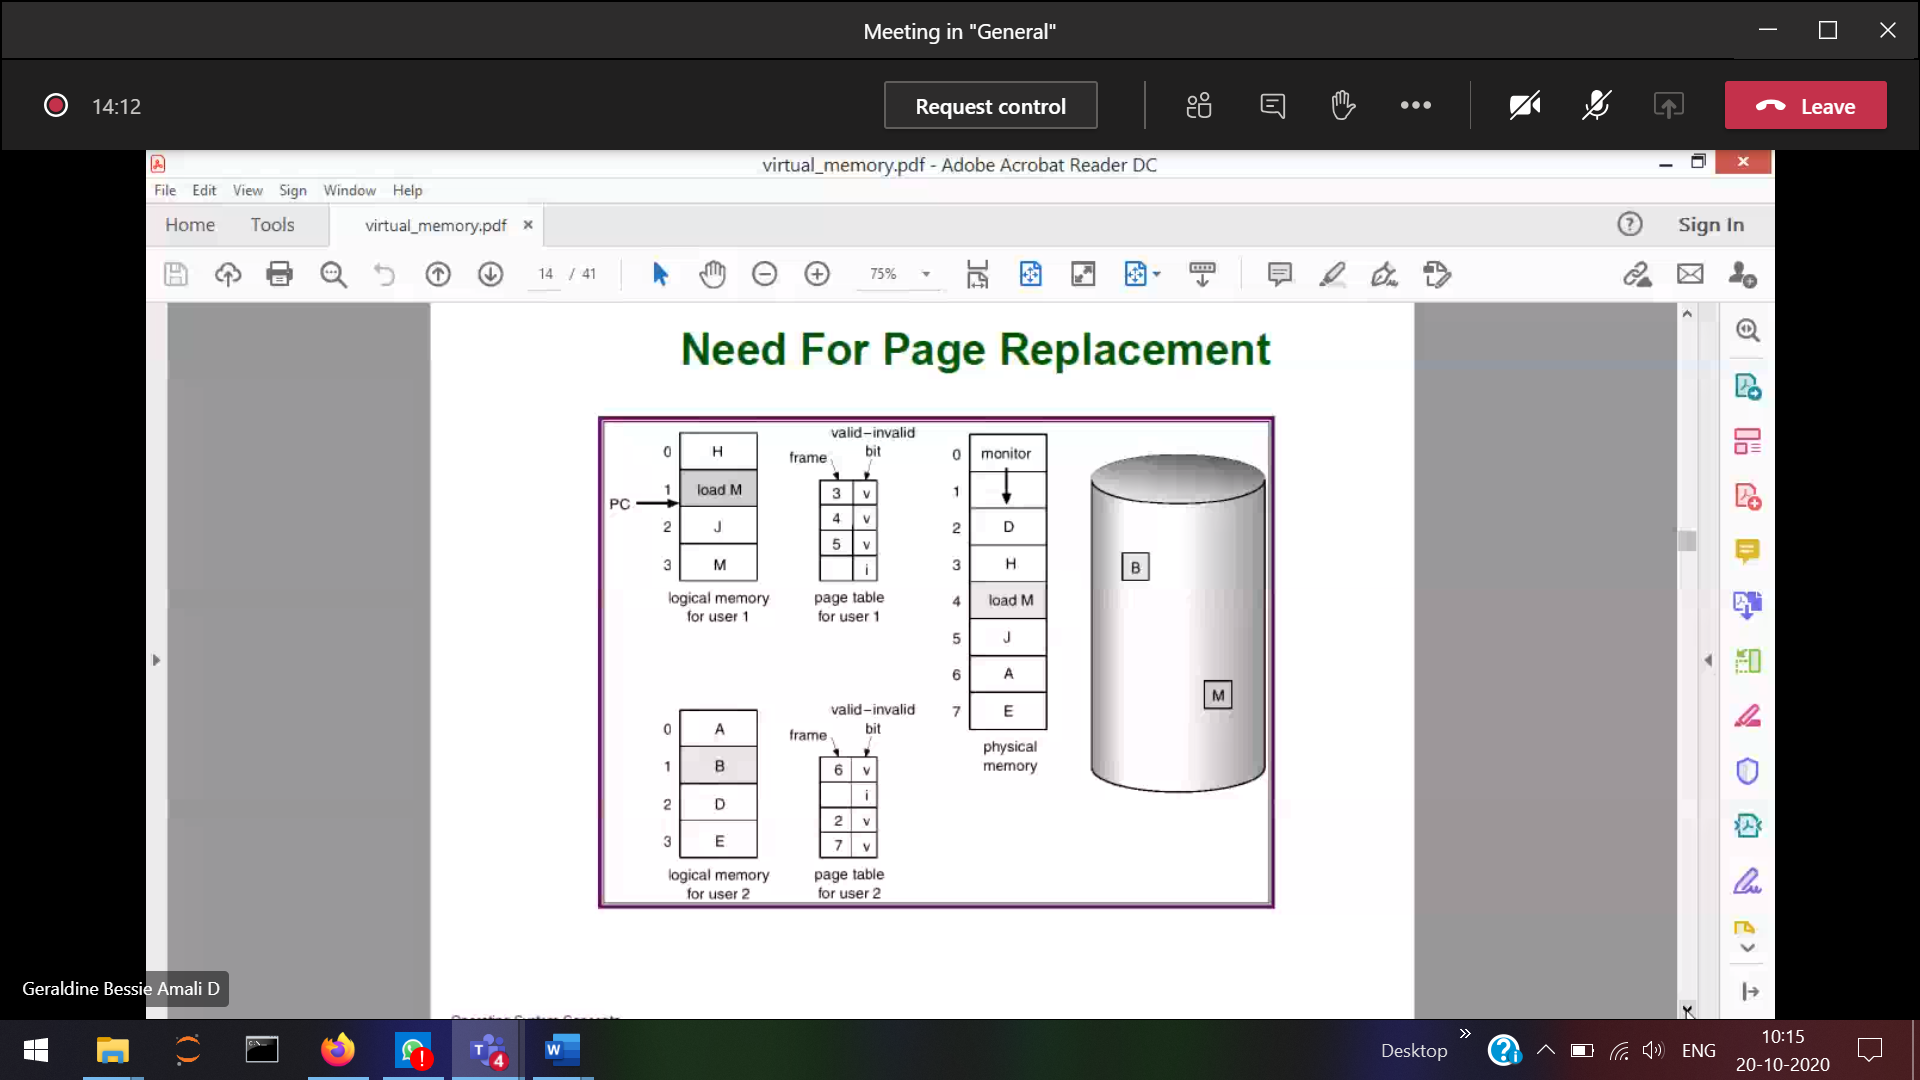 Meeting in "General"
14:12
Request control
Leave
virtual_memory.pdf - Adobe Acrobat Reader DC
File Edit View Sign Window Help
Home Tools virtual_memory.pdf × Sign In
14 / 41 75%
Need For Page Replacement
0 H
1 load M
PC
2 J
3 M
logical memory
for user 1
valid–invalid
bit
frame
3 v
4 v
5 v
i
page table
for user 1
0 monitor
1
2 D
3 H
4 load M
5 J
6 A
7 E
physical
memory
B
M
0 A
1 B
2 D
3 E
logical memory
for user 2
valid–invalid
bit
frame
6 v
i
2 v
7 v
page table
for user 2
Geraldine Bessie Amali D
Desktop
ENG
10:15
20-10-2020
4